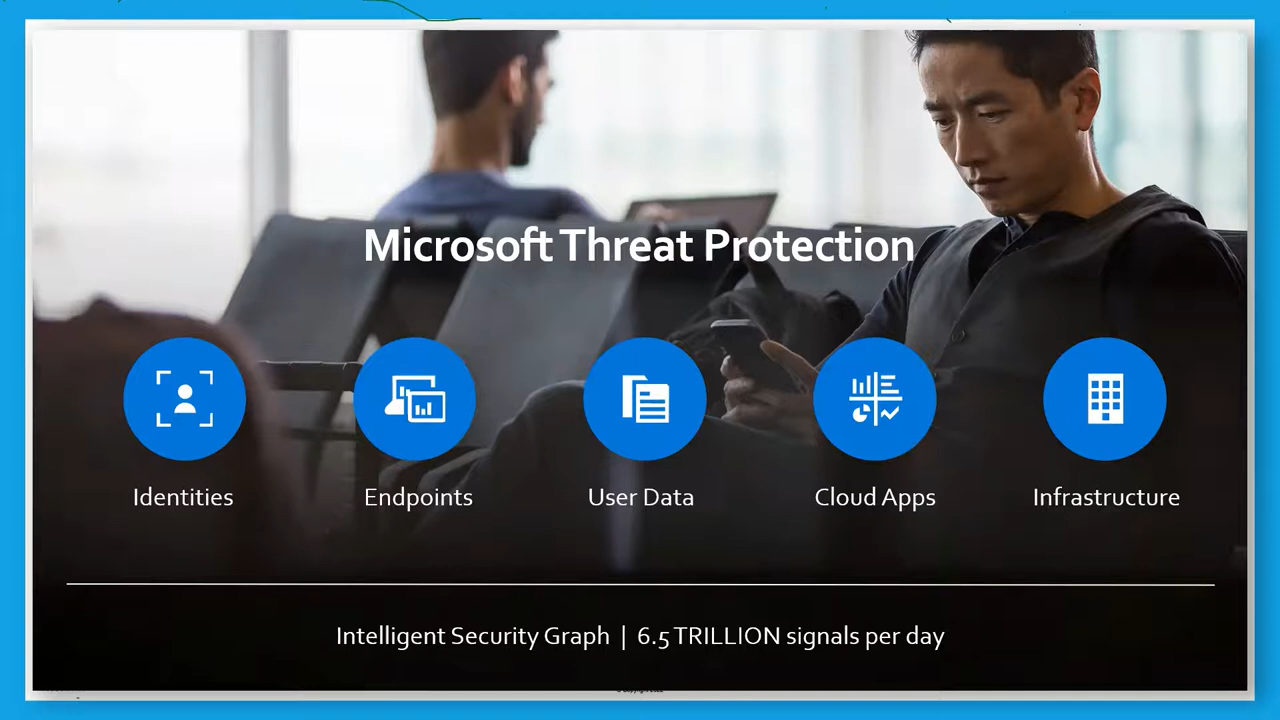 Microsoft Threat Protection
Identities
Endpoints
User Data
Cloud Apps
Infrastructure
Intelligent Security Graph | 6.5 TRILLION signals per day